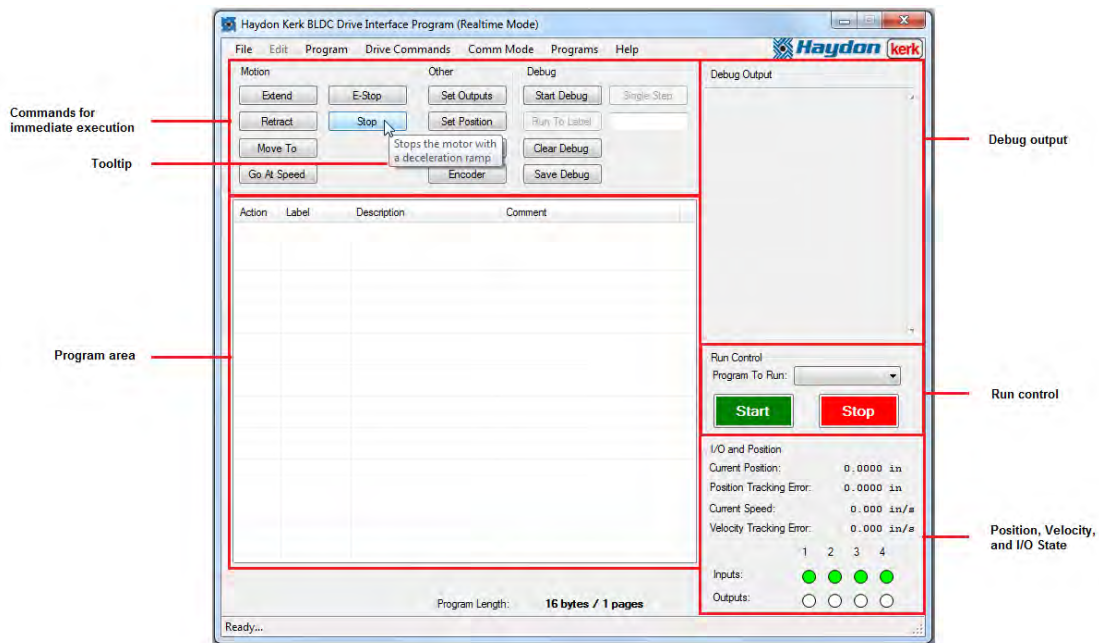 Haydon Kerk BLDC Drive Interface Program (Realtime Mode)
File Edit Program Drive Commands Comm Mode Programs Help
Haydon kerk
Motion Other Debug
Extend E-Stop Set Outputs Start Debug Single Step
Retract Stop Set Position Run To Label
Move To Clear Debug
Go At Speed Encoder Save Debug
Stops the motor with
a deceleration ramp
Commands for
immediate execution
Tooltip
Debug Output
Debug output
Action Label Description Comment
Program area
Run Control
Program To Run:
Start Stop
Run control
I/O and Position
Current Position: 0.0000 in
Position Tracking Error: 0.0000 in
Current Speed: 0.000 in/s
Velocity Tracking Error: 0.000 in/s
1 2 3 4
Inputs:
Outputs:
Position, Velocity,
and I/O State
Program Length: 16 bytes / 1 pages
Ready...